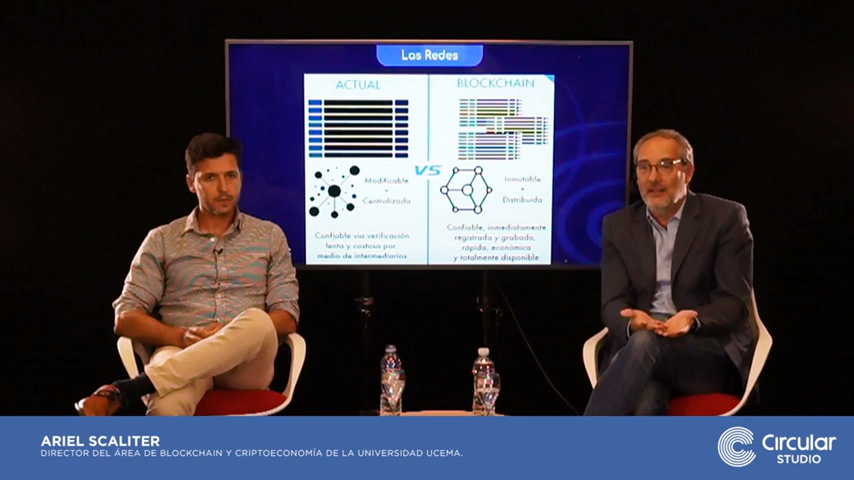 Las Redes
ACTUAL
BLOCKCHAIN
VS
Modificable
+
Centralizada
Inmutable
+
Distribuida
Confiable via verificación
lenta y costosa por
medio de intermediarios
Confiable, inmediatamente
registrada y grabada,
rápida, económica
y totalmente disponible
ARIEL SCALITER
DIRECTOR DEL ÁREA DE BLOCKCHAIN Y CRIPTOECONOMÍA DE LA UNIVERSIDAD UCEMA.
Circular
STUDIO